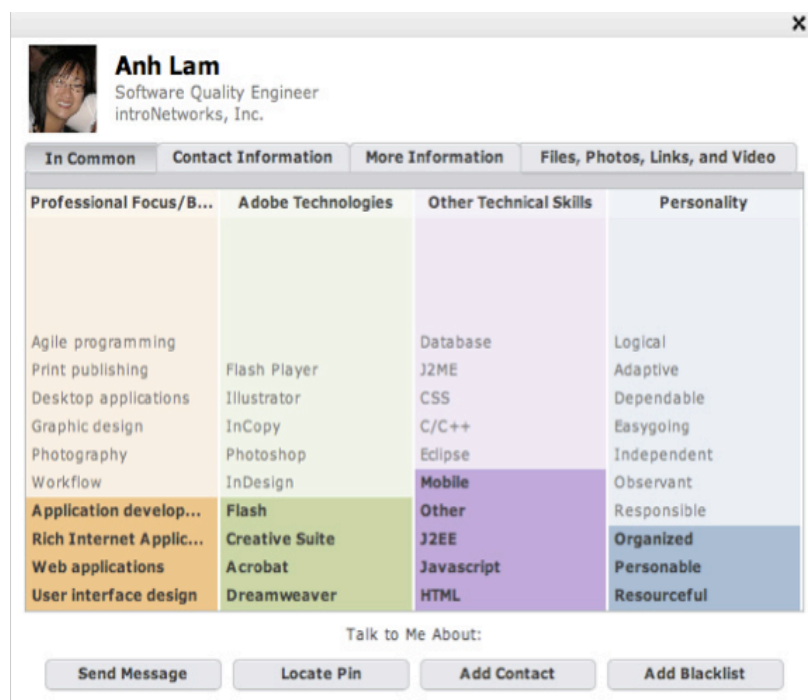 Anh Lam
Software Quality Engineer
introNetworks, Inc.
In Common
Contact Information
More Information
Files, Photos, Links, and Video
Professional Focus/B...
Agile programming
Print publishing
Desktop applications
Graphic design
Photography
Workflow
Application develop...
Rich Internet Applic...
Web applications
User interface design
Adobe Technologies
Flash Player
Illustrator
InCopy
Photoshop
InDesign
Flash
Creative Suite
Acrobat
Dreamweaver
Other Technical Skills
Database
J2ME
CSS
C/C++
Eclipse
Mobile
Other
J2EE
Javascript
HTML
Personality
Logical
Adaptive
Dependable
Easygoing
Independent
Observant
Responsible
Organized
Personable
Resourceful
Talk to Me About:
Send Message
Locate Pin
Add Contact
Add Blacklist